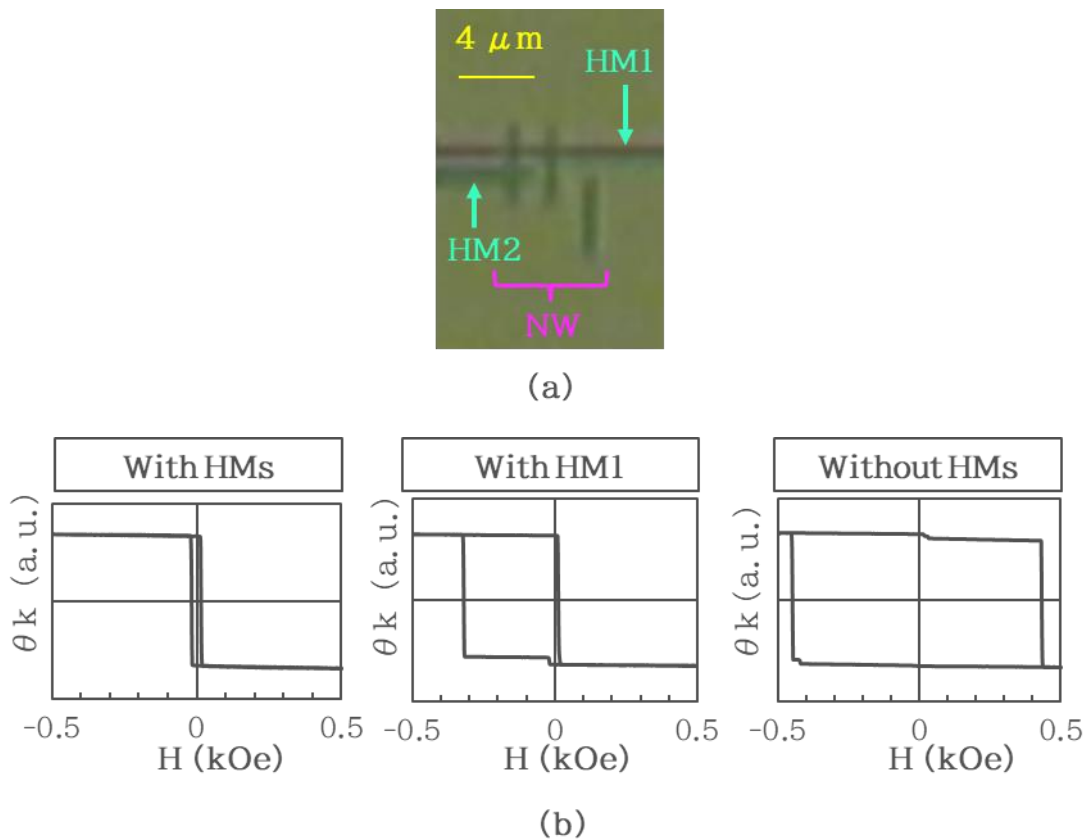 4 μm
HM1
HM2
NW
(a)
With HMs
With HM1
Without HMs
θk (a.u.)
θk (a.u.)
θk (a.u.)
-0.5 0 0.5
-0.5 0 0.5
-0.5 0 0.5
H (kOe)
H (kOe)
H (kOe)
(b)